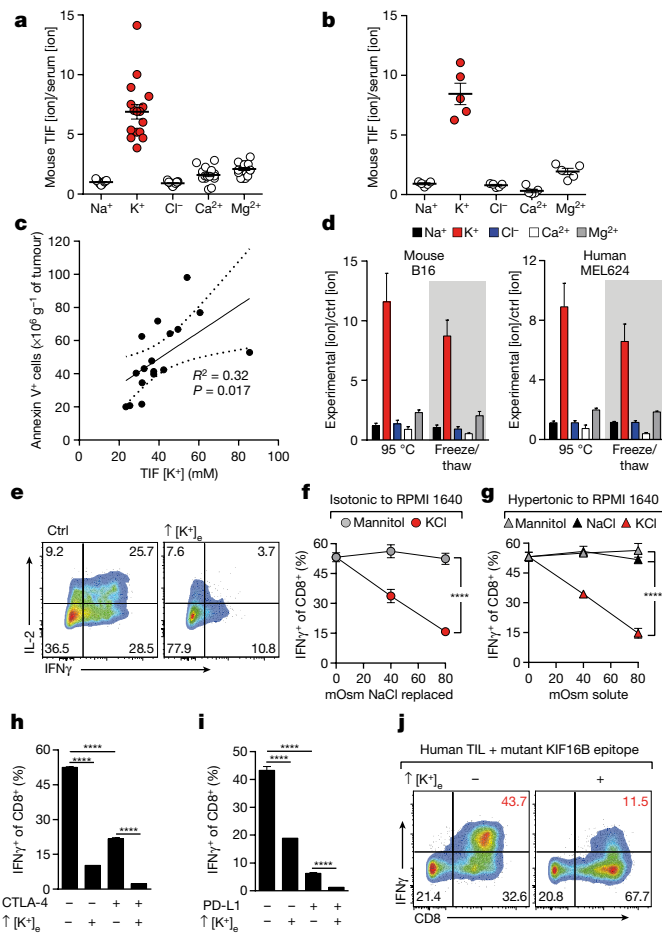 a
Mouse TIF [ion]/serum [ion]
15
10
5
0
Na⁺ K⁺ Cl⁻ Ca²⁺ Mg²⁺
b
Mouse TIF [ion]/serum [ion]
15
10
5
0
Na⁺ K⁺ Cl⁻ Ca²⁺ Mg²⁺
c
Annexin V⁺ cells (×10⁶ g⁻¹ of tumour)
120
100
80
60
40
20
0
R² = 0.32
P = 0.017
0 20 40 60 80 100
TIF [K⁺] (mM)
d
Na⁺ K⁺ Cl⁻ Ca²⁺ Mg²⁺
Mouse
B16
Experimental [ion]/ctrl [ion]
15
10
5
0
95 °C Freeze/
thaw
Human
MEL624
Experimental [ion]/ctrl [ion]
12
8
4
0
95 °C Freeze/
thaw
e
Ctrl
9.2 25.7
36.5 28.5
↑ [K⁺]e
7.6 3.7
77.9 10.8
IL-2
IFNγ
f
Isotonic to RPMI 1640
Mannitol KCl
IFNγ⁺ of CD8⁺ (%)
60
45
30
15
0
****
0 40 80
mOsm NaCl replaced
g
Hypertonic to RPMI 1640
Mannitol NaCl KCl
IFNγ⁺ of CD8⁺ (%)
60
45
30
15
0
****
0 40 80
mOsm solute
h
IFNγ⁺ of CD8⁺ (%)
60
45
30
15
0
****
****
****
CTLA-4 − − + +
↑ [K⁺]e − + − +
i
IFNγ⁺ of CD8⁺ (%)
50
40
30
20
10
0
****
****
****
PD-L1 − − + +
↑ [K⁺]e − + − +
j
Human TIL + mutant KIF16B epitope
↑ [K⁺]e − +
43.7 11.5
21.4 32.6 20.8 67.7
IFNγ
CD8